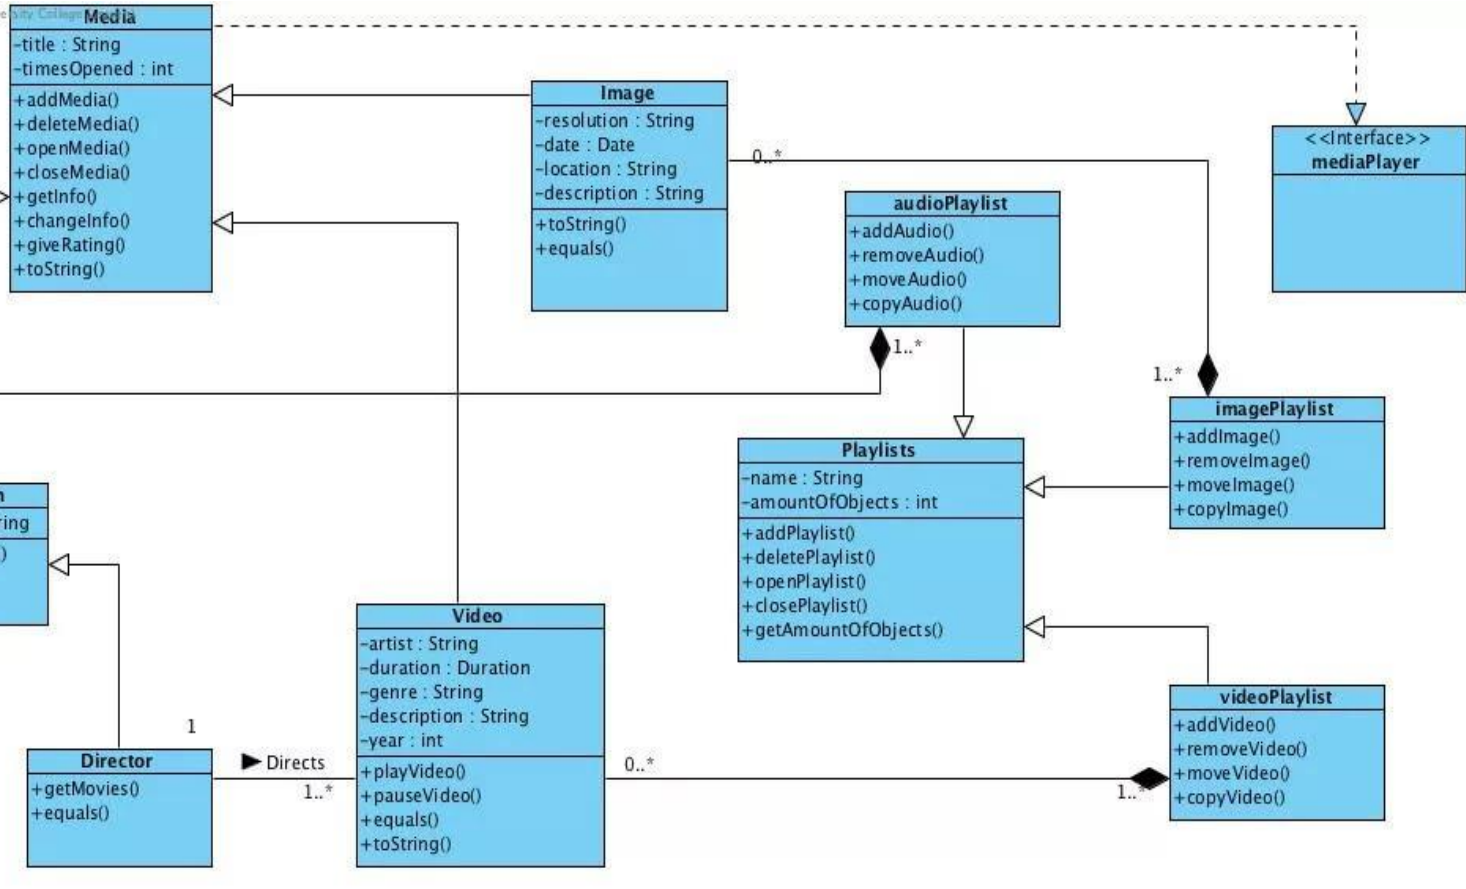 Media
-title : String
-timesOpened : int
+addMedia()
+deleteMedia()
+openMedia()
+closeMedia()
+getInfo()
+changeInfo()
+giveRating()
+toString()
Image
-resolution : String
-date : Date
-location : String
-description : String
+toString()
+equals()
0..*
<<Interface>>
mediaPlayer
audioPlaylist
+addAudio()
+removeAudio()
+moveAudio()
+copyAudio()
1..*
1..*
imagePlaylist
+addImage()
+removeImage()
+moveImage()
+copyImage()
Playlists
-name : String
-amountOfObjects : int
+addPlaylist()
+deletePlaylist()
+openPlaylist()
+closePlaylist()
+getAmountOfObjects()
n
ring
)
Video
-artist : String
-duration : Duration
-genre : String
-description : String
-year : int
+playVideo()
+pauseVideo()
+equals()
+toString()
1
Director
+getMovies()
+equals()
Directs
1..*
0..*
1..*
videoPlaylist
+addVideo()
+removeVideo()
+moveVideo()
+copyVideo()